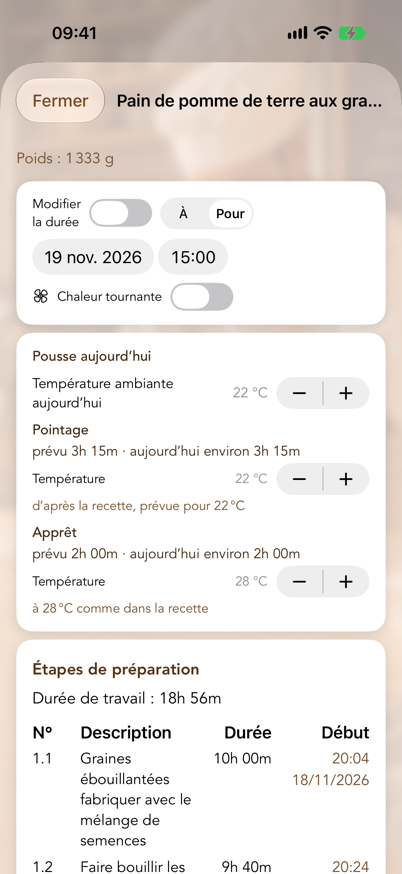 09:41
Fermer
Pain de pomme de terre aux gra...
Poids : 1 333 g
Modifier
la durée
À
Pour
19 nov. 2026
15:00
Chaleur tournante
Pousse aujourd’hui
Température ambiante
aujourd’hui
22 °C
Pointage
prévu 3h 15m · aujourd’hui environ 3h 15m
Température
22 °C
d’après la recette, prévue pour 22 °C
Apprêt
prévu 2h 00m · aujourd’hui environ 2h 00m
Température
28 °C
à 28 °C comme dans la recette
Étapes de préparation
Durée de travail : 18h 56m
N° Description Durée Début
1.1 Graines 10h 00m 20:04
ébouillantées 18/11/2026
fabriquer avec le
mélange de
semences
1.2 Faire bouillir les 9h 40m 20:24